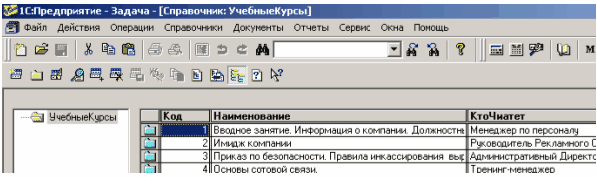 1С:Предприятие - Задача - [Справочник: УчебныеКурсы]
Файл Действия Операции Справочники Документы Отчеты Сервис Окна Помощь
М
УчебныеКурсы
Код Наименование КтоЧиатет
1 Вводное занятие. Информация о компании. Должностнь Менеджер по персоналу
2 Имидж компании Руководитель Рекламного С
3 Приказ по безопасности. Правила инкассирования выр Административный Директо
4 Основы сотовой связи. Тренинг-менеджер